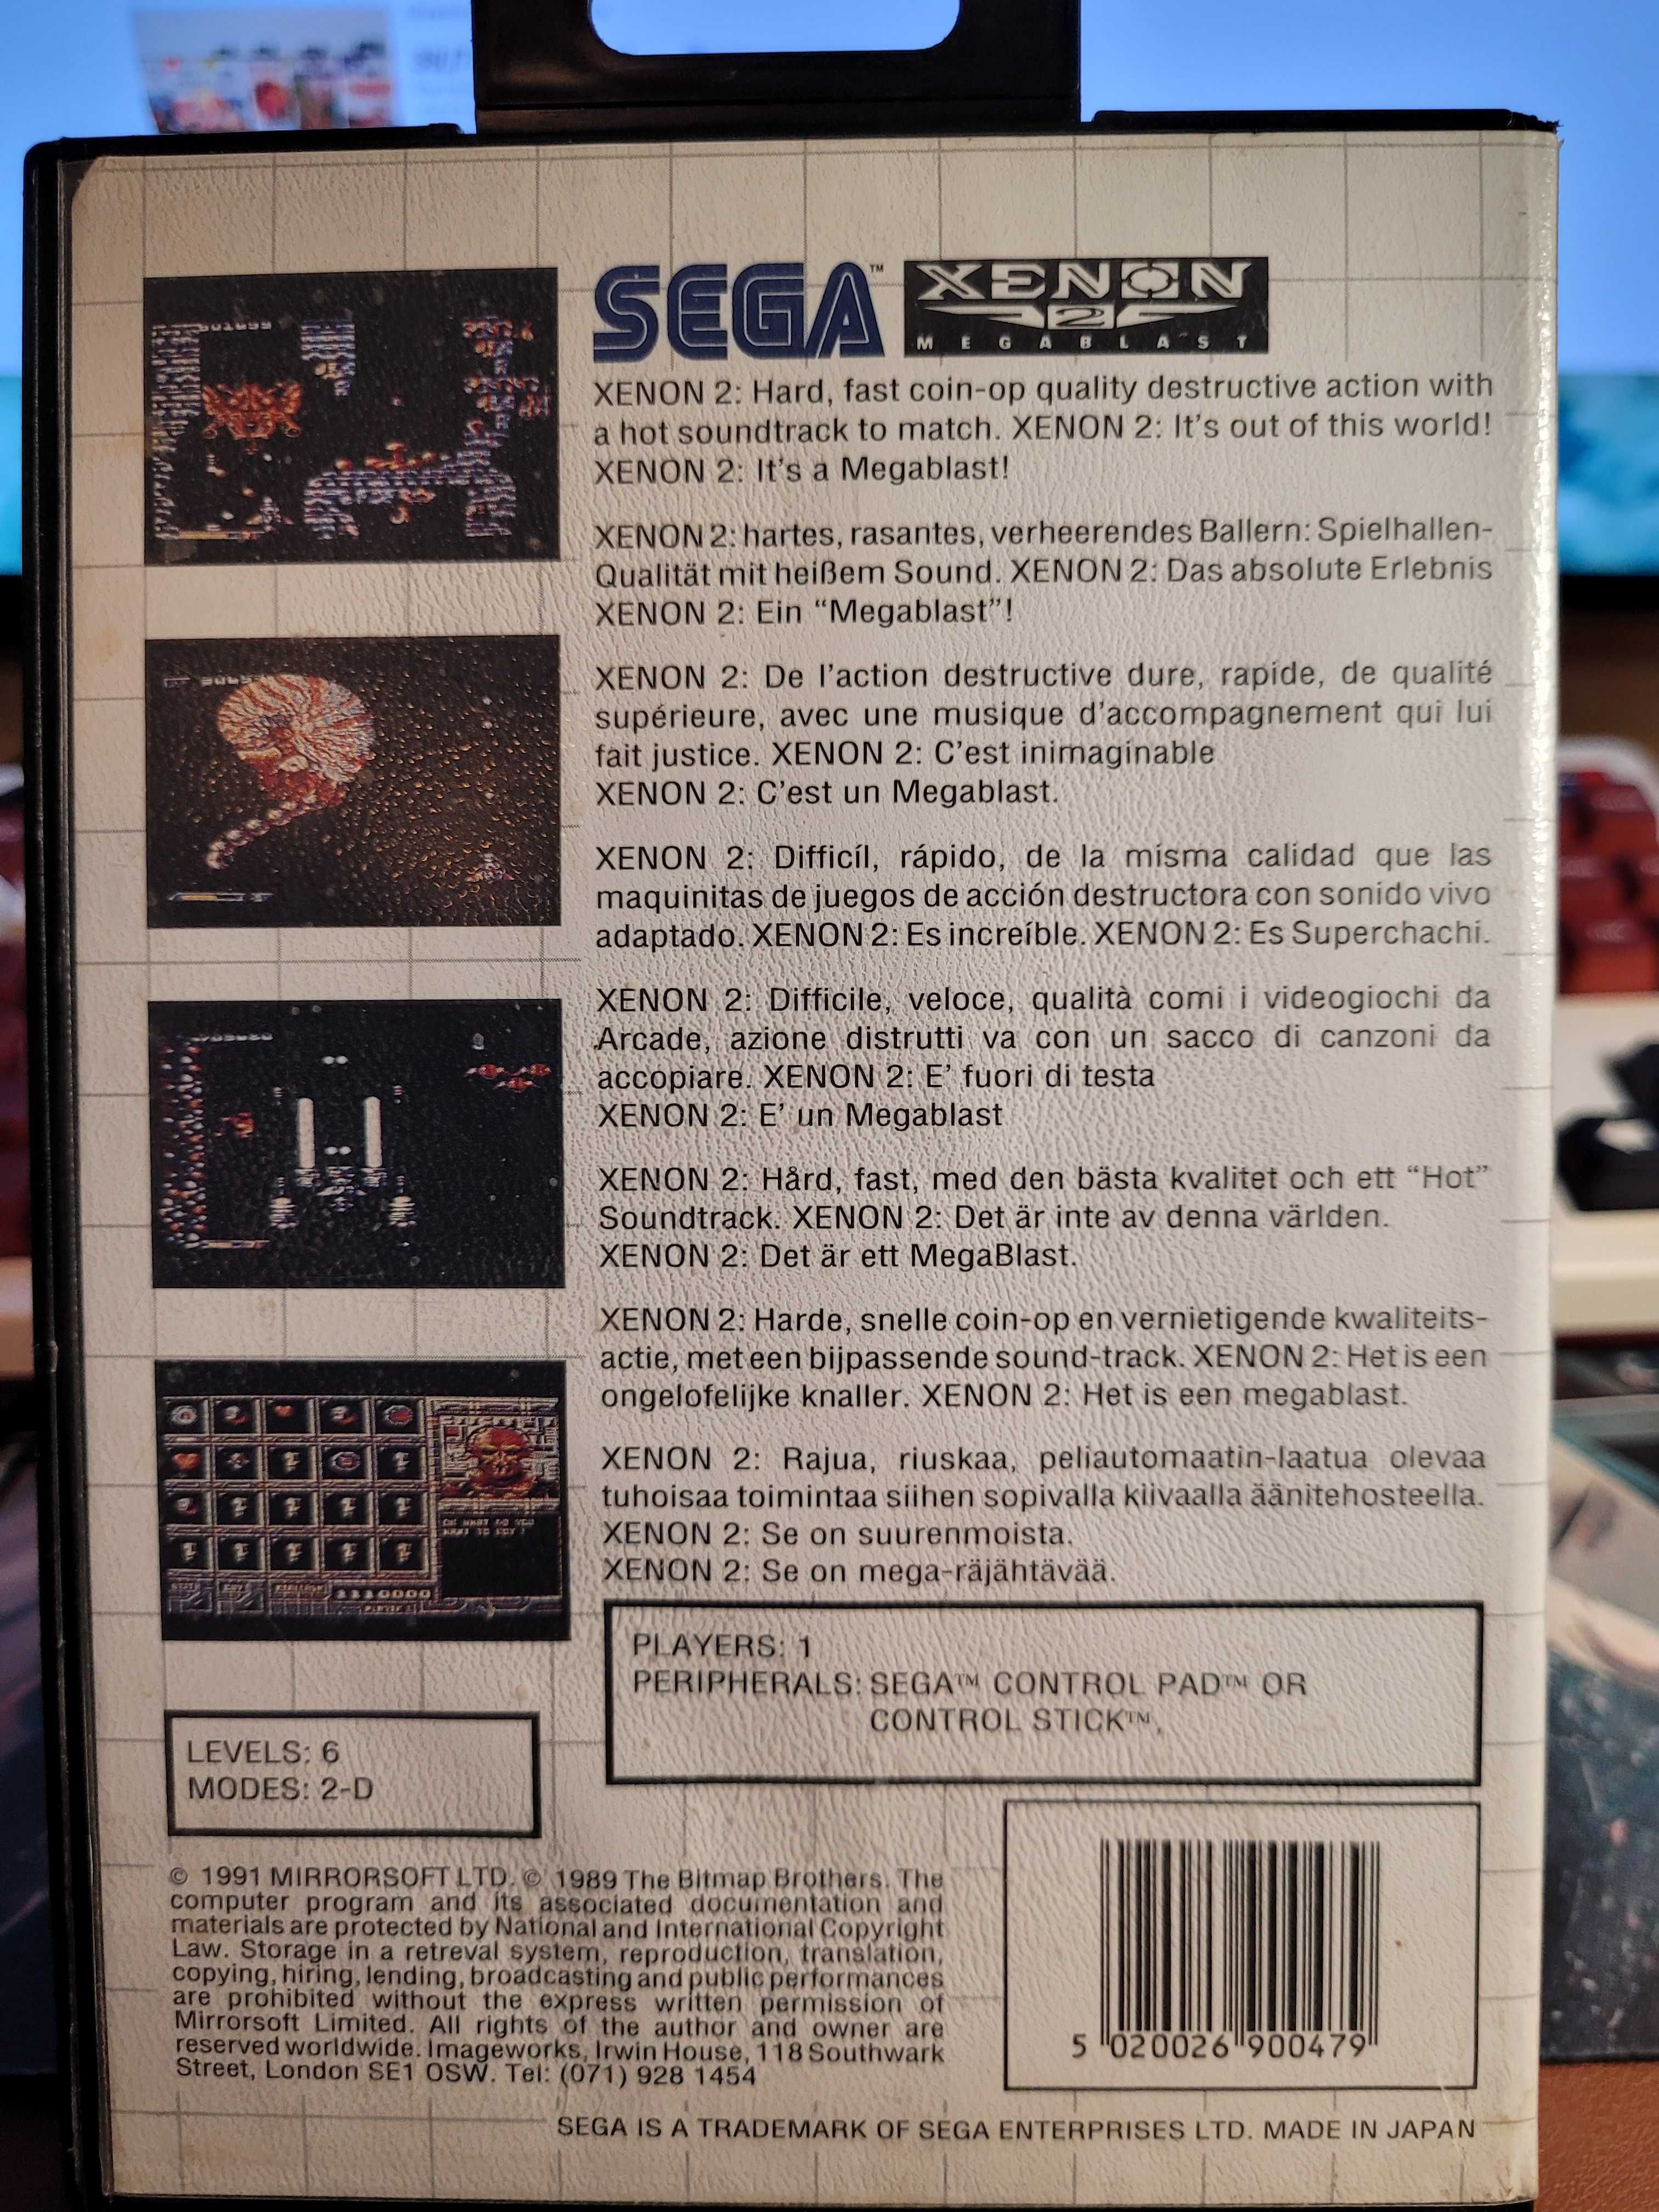 SEGA™ XENON 2 MEGABLAST
XENON 2: Hard, fast coin-op quality destructive action with
a hot soundtrack to match. XENON 2: It's out of this world!
XENON 2: It's a Megablast!
XENON 2: hartes, rasantes, verheerendes Ballern: Spielhallen-
Qualität mit heißem Sound. XENON 2: Das absolute Erlebnis
XENON 2: Ein “Megablast”!
XENON 2: De l'action destructive dure, rapide, de qualité
supérieure, avec une musique d'accompagnement qui lui
fait justice. XENON 2: C'est inimaginable
XENON 2: C'est un Megablast.
XENON 2: Difficíl, rápido, de la misma calidad que las
maquinitas de juegos de acción destructora con sonido vivo
adaptado. XENON 2: Es increíble. XENON 2: Es Superchachi.
XENON 2: Difficile, veloce, qualità comi i videogiochi da
Arcade, azione distrutti va con un sacco di canzoni da
accopiare. XENON 2: E' fuori di testa
XENON 2: E' un Megablast
XENON 2: Hård, fast, med den bästa kvalitet och ett “Hot”
Soundtrack. XENON 2: Det är inte av denna världen.
XENON 2: Det är ett MegaBlast.
XENON 2: Harde, snelle coin-op en vernietigende kwaliteits-
actie, met een bijpassende sound-track. XENON 2: Het is een
ongelofelijke knaller. XENON 2: Het is een megablast.
XENON 2: Rajua, riuskaa, peliautomaatin-laatua olevaa
tuhoisaa toimintaa siihen sopivalla kiivaalla äänitehosteella.
XENON 2: Se on suurenmoista.
XENON 2: Se on mega-räjähtävää.
PLAYERS: 1
PERIPHERALS: SEGA™ CONTROL PAD™ OR
CONTROL STICK™.
LEVELS: 6
MODES: 2-D
© 1991 MIRRORSOFT LTD. © 1989 The Bitmap Brothers. The
computer program and its associated documentation and
materials are protected by National and International Copyright
Law. Storage in a retreval system, reproduction, translation,
copying, hiring, lending, broadcasting and public performances
are prohibited without the express written permission of
Mirrorsoft Limited. All rights of the author and owner are
reserved worldwide. Imageworks, Irwin House, 118 Southwark
Street, London SE1 OSW. Tel: (071) 928 1454
5 020026 900479
SEGA IS A TRADEMARK OF SEGA ENTERPRISES LTD. MADE IN JAPAN